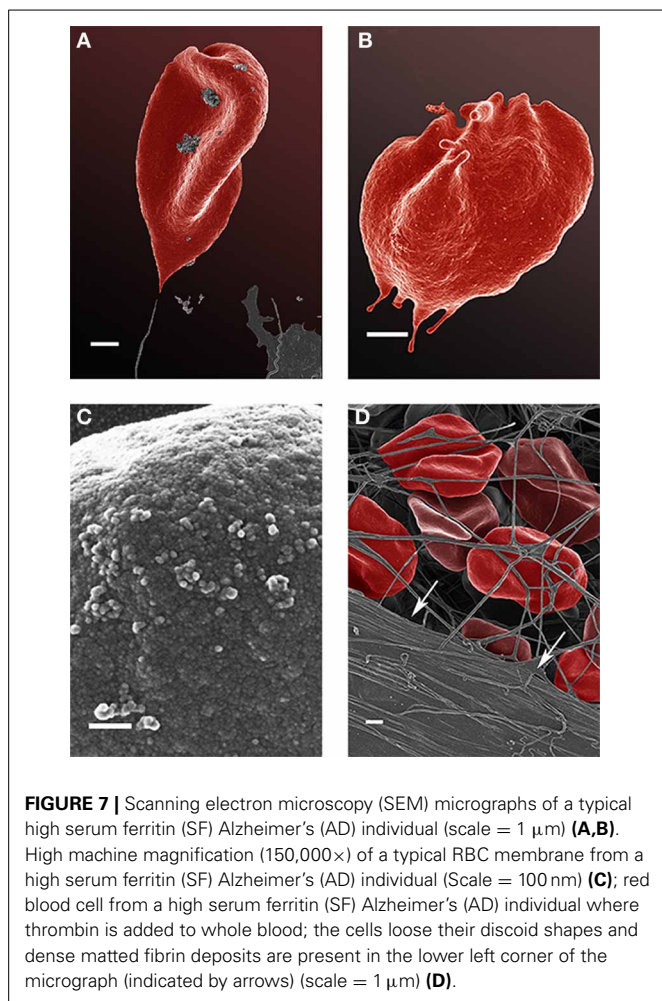 A
B
C
D
FIGURE 7 | Scanning electron microscopy (SEM) micrographs of a typical
high serum ferritin (SF) Alzheimer's (AD) individual (scale = 1 μm) (A,B).
High machine magnification (150,000×) of a typical RBC membrane from a
high serum ferritin (SF) Alzheimer's (AD) individual (Scale = 100 nm) (C); red
blood cell from a high serum ferritin (SF) Alzheimer's (AD) individual where
thrombin is added to whole blood; the cells loose their discoid shapes and
dense matted fibrin deposits are present in the lower left corner of the
micrograph (indicated by arrows) (scale = 1 μm) (D).